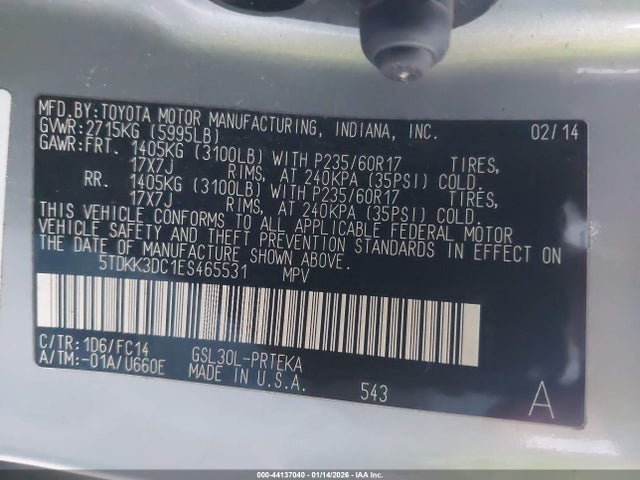 MFD.BY:TOYOTA MOTOR MANUFACTURING, INDIANA, INC. 02/14
GVWR:2715KG (5995LB)
GAWR:FRT. 1405KG (3100LB) WITH P235/60R17 TIRES,
17X7J RIMS, AT 240KPA (35PSI) COLD.
RR. 1405KG (3100LB) WITH P235/60R17 TIRES,
17X7J RIMS, AT 240KPA (35PSI) COLD.
THIS VEHICLE CONFORMS TO ALL APPLICABLE FEDERAL MOTOR
VEHICLE SAFETY AND THEFT PREVENTION STANDARDS IN EFFECT ON
THE DATE OF MANUFACTURE SHOWN ABOVE.
5TDKK3DC1ES465531 MPV
C/TR:1D6/FC14 GSL30L-PRTEKA
A/TM:-01A/U660E MADE IN U.S.A. 543 A
000-44137040 - 01/14/2026 - IAA Inc.